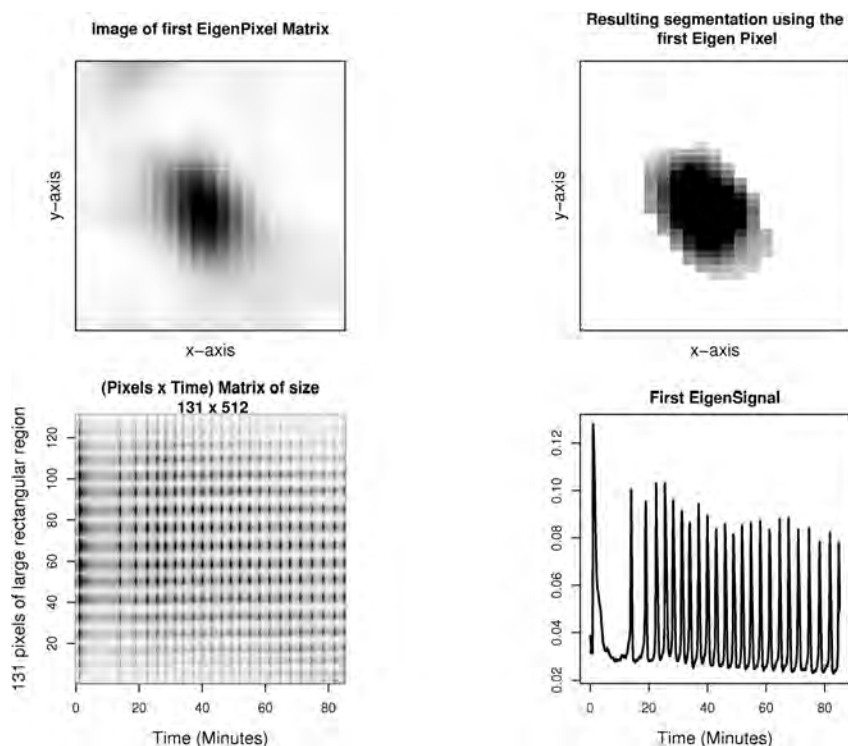 Image of first EigenPixel Matrix
y−axis
x−axis
Resulting segmentation using the
first Eigen Pixel
y−axis
x−axis
(Pixels x Time) Matrix of size
131 x 512
131 pixels of large rectangular region
120
100
80
60
40
20
0 20 40 60 80
Time (Minutes)
First EigenSignal
0.12
0.10
0.08
0.06
0.04
0.02
0 20 40 60 80
Time (Minutes)